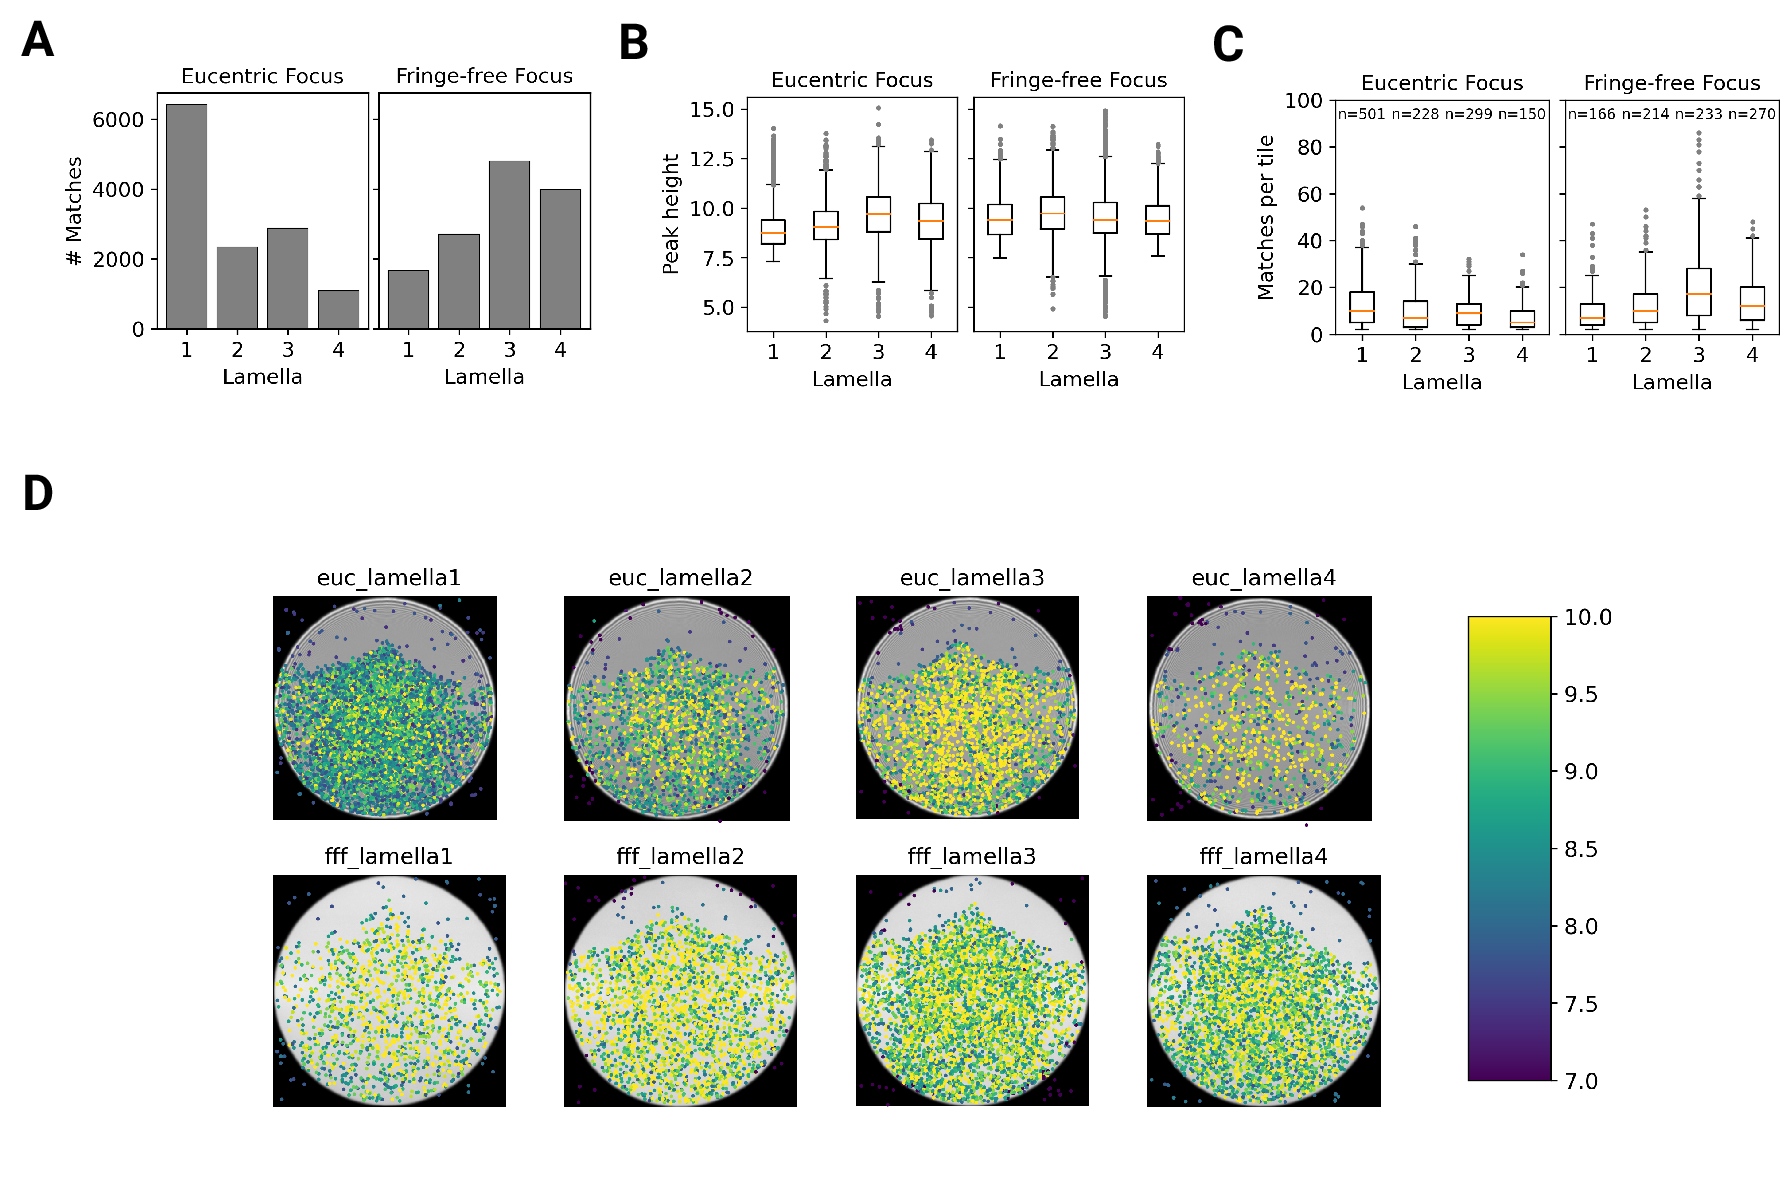 A
Eucentric Focus Fringe-free Focus
# Matches
6000
4000
2000
0
1 2 3 4 1 2 3 4
Lamella Lamella
B
Eucentric Focus Fringe-free Focus
Peak height
15.0
12.5
10.0
7.5
5.0
1 2 3 4 1 2 3 4
Lamella Lamella
C
Eucentric Focus Fringe-free Focus
Matches per tile
100
80
60
40
20
0
n=501 n=228 n=299 n=150 n=166 n=214 n=233 n=270
1 2 3 4 1 2 3 4
Lamella Lamella
D
euc_lamella1 euc_lamella2 euc_lamella3 euc_lamella4
fff_lamella1 fff_lamella2 fff_lamella3 fff_lamella4
10.0
9.5
9.0
8.5
8.0
7.5
7.0